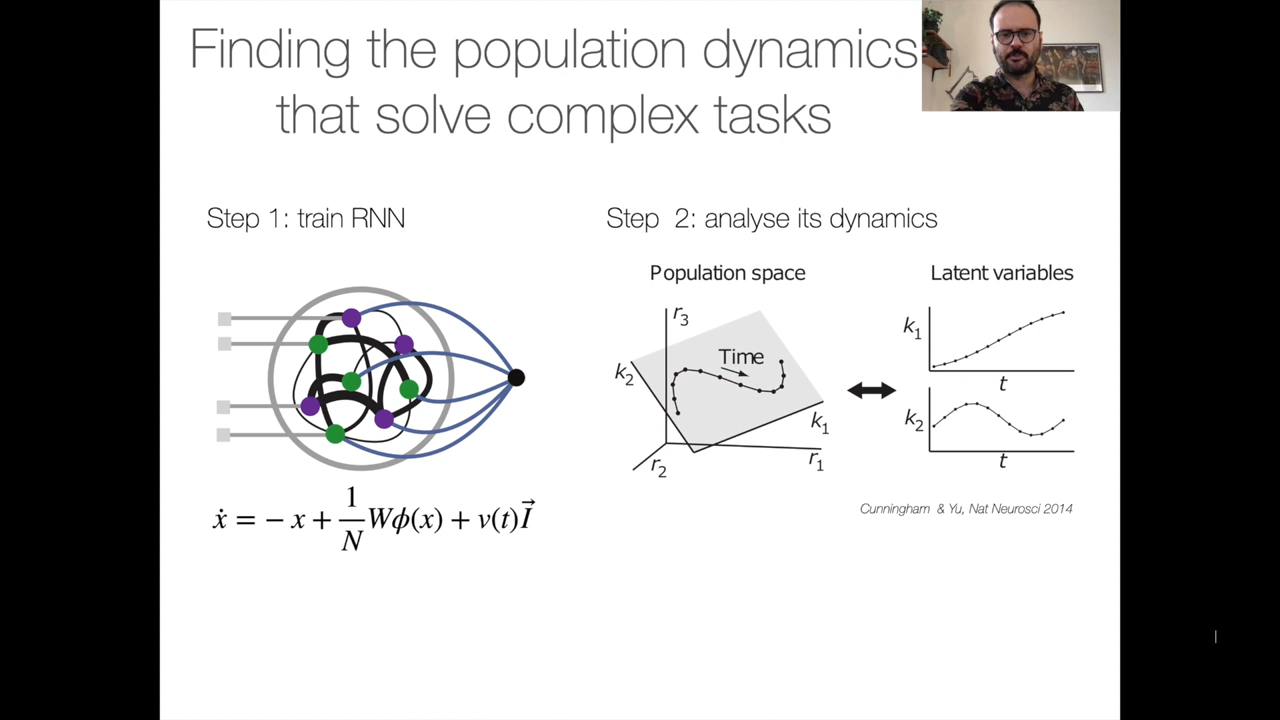 Finding the population dynamics
that solve complex tasks
Step 1: train RNN
ẋ = − x + 1/N Wϕ(x) + v(t)I⃗
Step 2: analyse its dynamics
Population space
r₃
k₂
Time
k₁
r₂
r₁
Latent variables
k₁
t
k₂
t
Cunningham & Yu, Nat Neurosci 2014